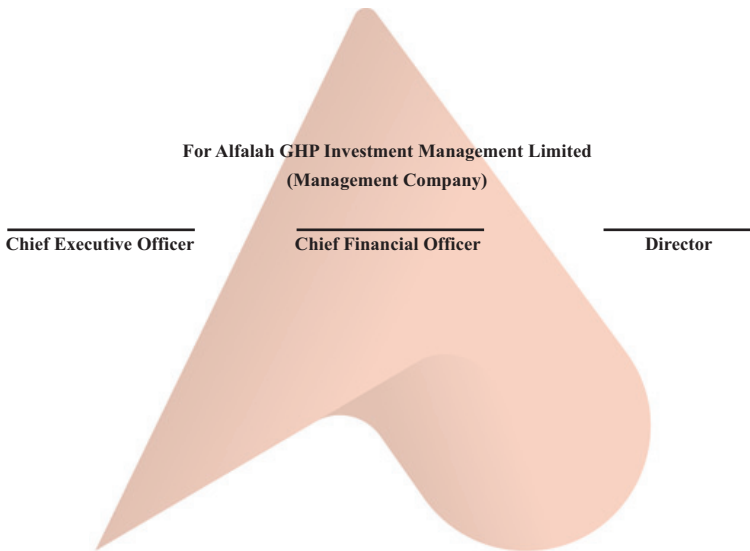 For Alfalah GHP Investment Management Limited
(Management Company)
Chief Executive Officer Chief Financial Officer Director